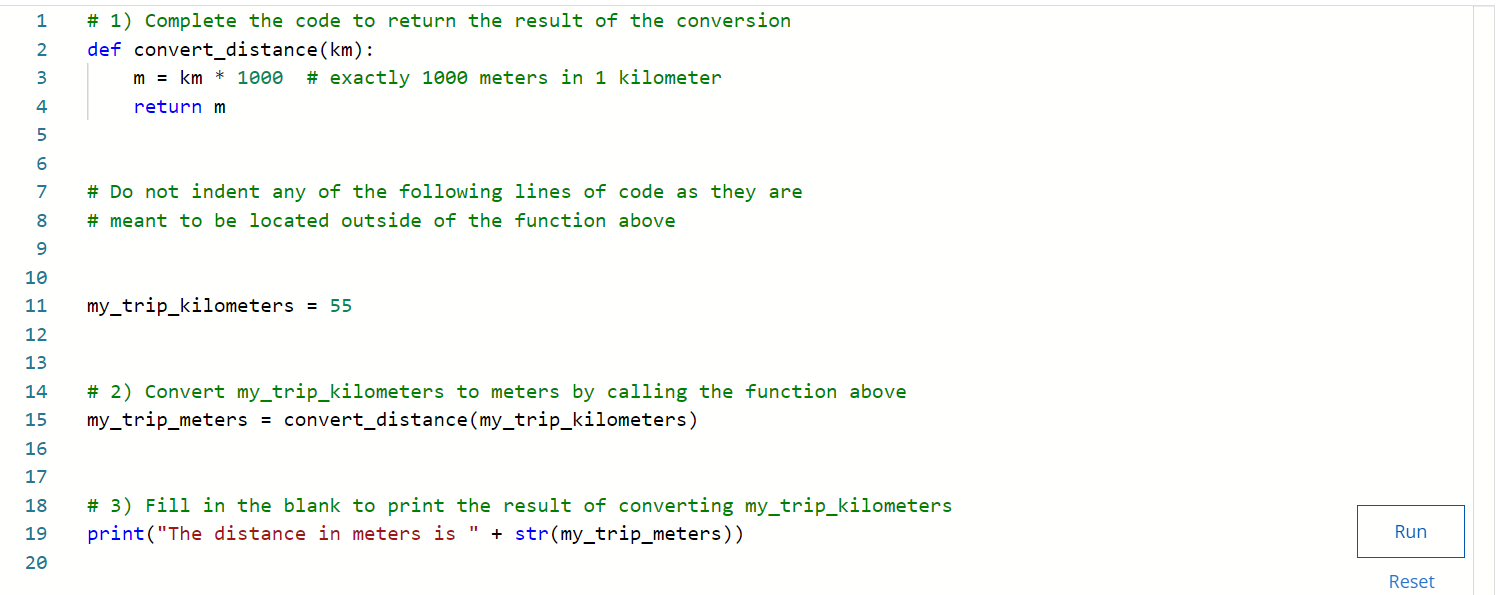 1 # 1) Complete the code to return the result of the conversion
2 def convert_distance(km):
3     m = km * 1000  # exactly 1000 meters in 1 kilometer
4     return m
5
6
7 # Do not indent any of the following lines of code as they are
8 # meant to be located outside of the function above
9
10
11 my_trip_kilometers = 55
12
13
14 # 2) Convert my_trip_kilometers to meters by calling the function above
15 my_trip_meters = convert_distance(my_trip_kilometers)
16
17
18 # 3) Fill in the blank to print the result of converting my_trip_kilometers
19 print("The distance in meters is " + str(my_trip_meters))
20
Run
Reset